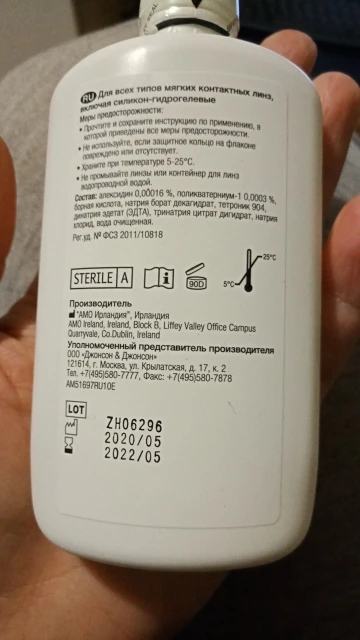 RU Для всех типов мягких контактных линз,
включая силикон-гидрогелевые
Меры предосторожности:
• Прочтите и сохраните инструкцию по применению, в
которой приведены все меры предосторожности.
• Не используйте, если защитное кольцо на флаконе
повреждено или отсутствует.
• Храните при температуре 5-25°C.
• Не промывайте линзы или контейнер для линз
водопроводной водой.
Состав: алексидин 0,00016 %, поликватерниум-1 0,0003 %,
борная кислота, натрия борат декагидрат, тетроник 904,
динатрия эдетат (ЭДТА), тринатрия цитрат дигидрат, натрия
хлорид, вода очищенная.
Рег.уд. № ФСЗ 2011/10818
25°C
STERILE A
90D
5°C
Производитель
"АМО Ирландия", Ирландия
AMO Ireland, Ireland, Block B, Liffey Valley Office Campus
Quarryvale, Co.Dublin, Ireland
Уполномоченный представитель производителя
ООО «Джонсон & Джонсон»
121614, г. Москва, ул. Крылатская, д. 17, к. 2
Тел. +7(495)580-7777, Факс: +7(495)580-7878
AM51697RU10E
LOT
ZH06296
2020/05
2022/05